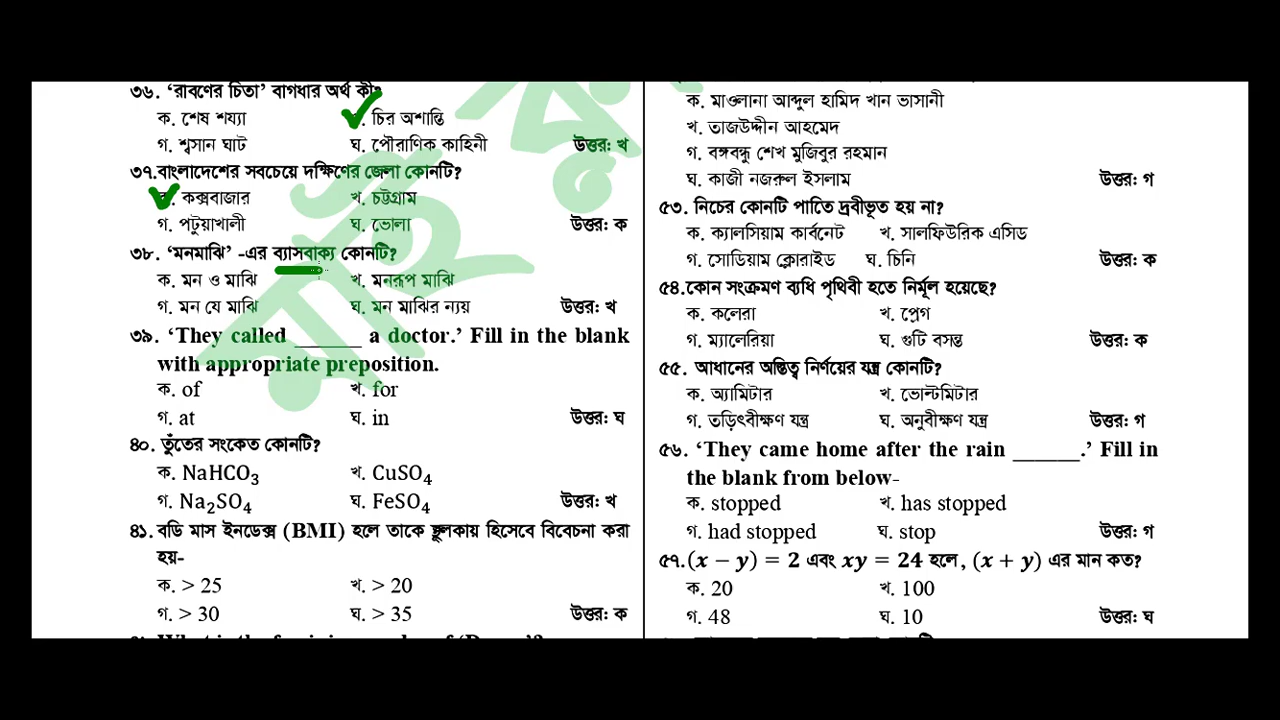 ৩৬. ‘রাবণের চিতা’ বাগধার অর্থ কী?
ক. শেষ শয্যা
চির অশান্তি
গ. শ্মসান ঘাট
ঘ. পৌরাণিক কাহিনী
উত্তর: খ
৩৭.বাংলাদেশের সবচেয়ে দক্ষিণের জেলা কোনটি?
কক্সবাজার
খ. চট্টগ্রাম
গ. পটুয়াখালী
ঘ. ভোলা
উত্তর: ক
৩৮. ‘মনমাঝি’ -এর ব্যাসবাক্য কোনটি?
ক. মন ও মাঝি
খ. মনরূপ মাঝি
গ. মন যে মাঝি
ঘ. মন মাঝির ন্যয়
উত্তর: খ
৩৯. ‘They called ______ a doctor.’ Fill in the blank
with appropriate preposition.
ক. of
খ. for
গ. at
ঘ. in
উত্তর: ঘ
৪০. তুঁতের সংকেত কোনটি?
ক. NaHCO₃
খ. CuSO₄
গ. Na₂SO₄
ঘ. FeSO₄
উত্তর: খ
৪১. বডি মাস ইনডেক্স (BMI) হলে তাকে স্থূলকায় হিসেবে বিবেচনা করা
হয়-
ক. > 25
খ. > 20
গ. > 30
ঘ. > 35
উত্তর: ক
ক. মাওলানা আব্দুল হামিদ খান ভাসানী
খ. তাজউদ্দীন আহমেদ
গ. বঙ্গবন্ধু শেখ মুজিবুর রহমান
ঘ. কাজী নজরুল ইসলাম
উত্তর: গ
৫৩. নিচের কোনটি পানিতে দ্রবীভূত হয় না?
ক. ক্যালসিয়াম কার্বনেট
খ. সালফিউরিক এসিড
গ. সোডিয়াম ক্লোরাইড
ঘ. চিনি
উত্তর: ক
৫৪.কোন সংক্রমণ ব্যধি পৃথিবী হতে নির্মূল হয়েছে?
ক. কলেরা
খ. প্লেগ
গ. ম্যালেরিয়া
ঘ. গুটি বসন্ত
উত্তর: ক
৫৫. আধানের অস্তিত্ব নির্ণয়ের যন্ত্র কোনটি?
ক. অ্যামিটার
খ. ভোল্টমিটার
গ. তড়িৎবীক্ষণ যন্ত্র
ঘ. অনুবীক্ষণ যন্ত্র
উত্তর: গ
৫৬. ‘They came home after the rain ______.’ Fill in
the blank from below-
ক. stopped
খ. has stopped
গ. had stopped
ঘ. stop
উত্তর: গ
৫৭.(x − y) = 2 এবং xy = 24 হলে, (x + y) এর মান কত?
ক. 20
খ. 100
গ. 48
ঘ. 10
উত্তর: ঘ